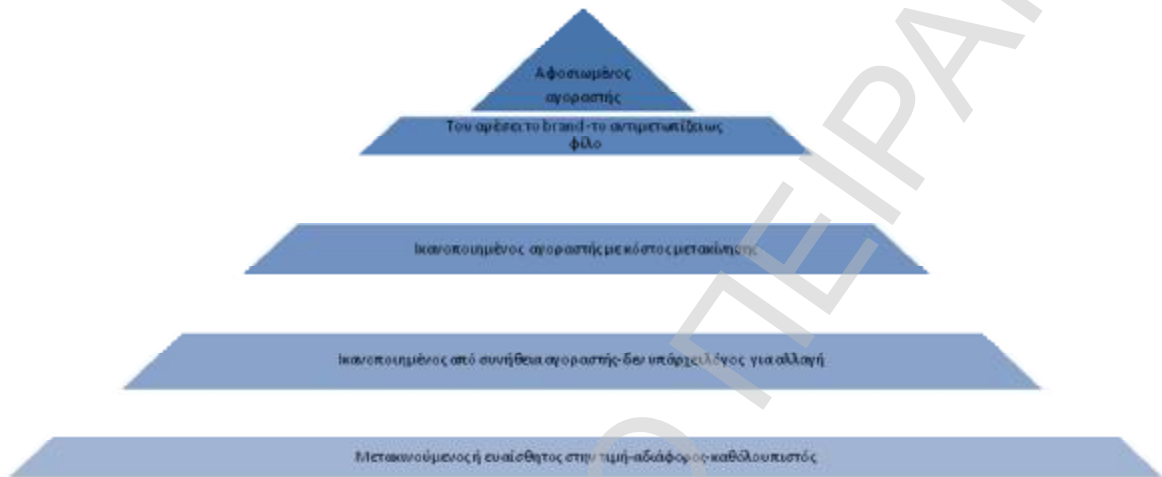 Αφοσιωμένος
αγοραστής
Του αρέσει το brand-το αντιμετωπίζει ως
φίλο
Ικανοποιημένος αγοραστής με κόστος μετακίνησης
Ικανοποιημένος από συνήθεια αγοραστής-δεν υπάρχει λόγος για αλλαγή
Μετακινούμενος ή ευαίσθητος στην τιμή-αδιάφορος-καθόλου πιστός
Ο ΠΕΙΡΑΙ